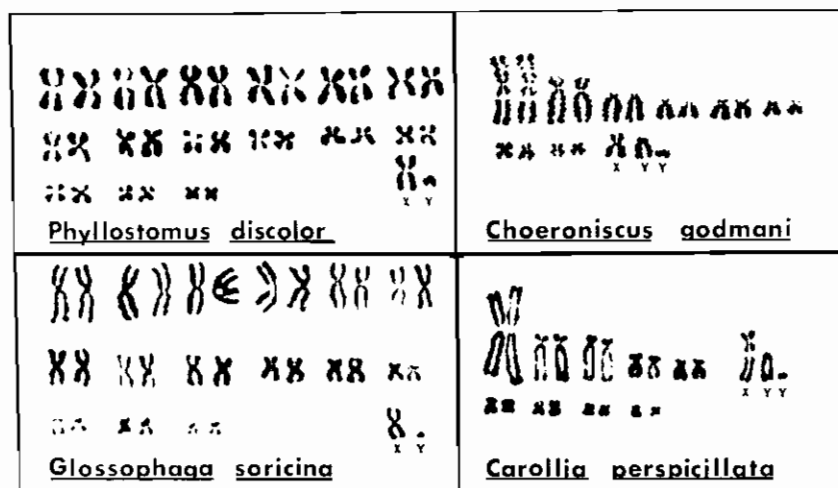 X Y
Phyllostomus discolor
X Y Y
Choeroniscus godmani
X Y
Glossophaga soricina
X Y Y
Carollia perspicillata